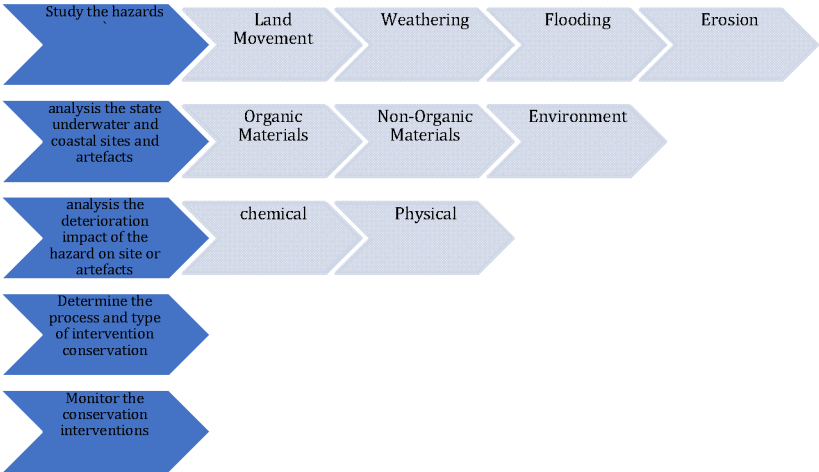 Study the hazards
`
Land
Movement
Weathering
Flooding
Erosion
analysis the state
underwater and
coastal sites and
artefacts
Organic
Materials
Non-Organic
Materials
Environment
analysis the
deterioration
impact of the
hazard on site or
artefacts
chemical
Physical
Determine the
process and type
of intervention
conservation
Monitor the
conservation
interventions